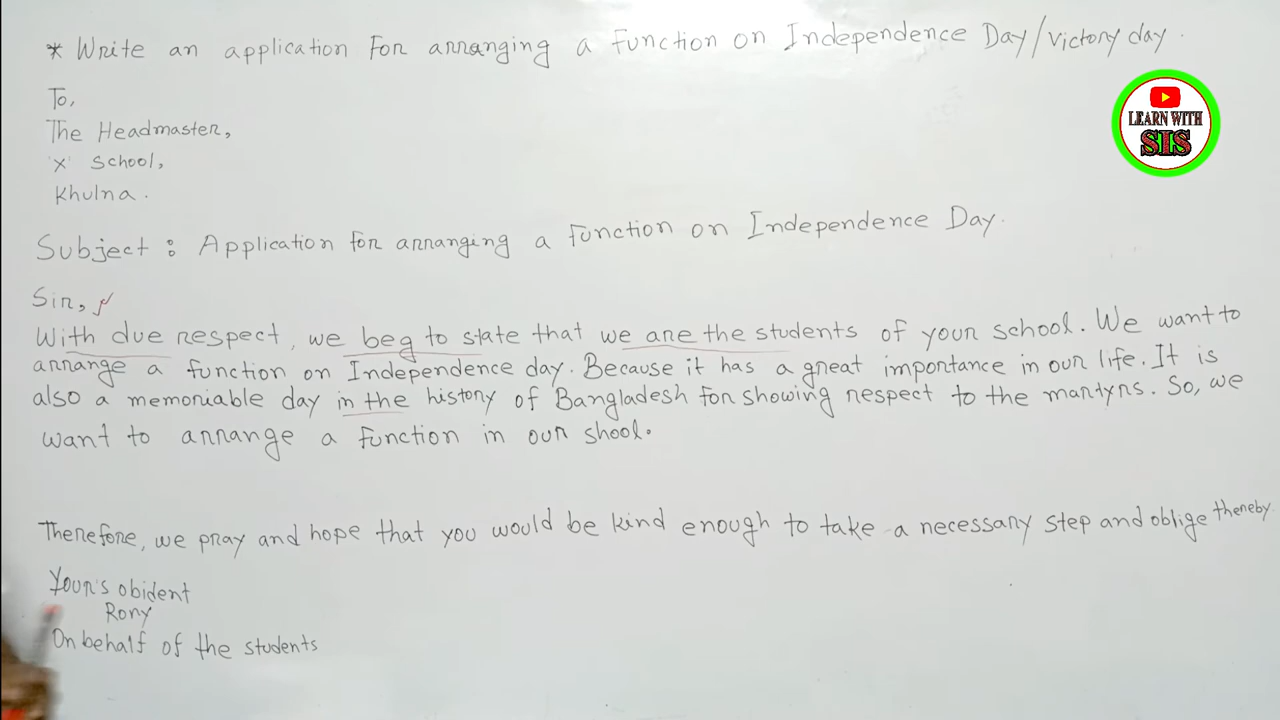 * Write an application For arranging a Function on Independence Day/victory day.
To,
The Headmaster,
'X' School,
Khulna.
LEARN WITH
SIS
Subject : Application for arranging a function on Independence Day.
Sir,
With due respect, we beg to state that we are the students of your school. We want to
arrange a function on Independence day. Because it has a great importance in our life. It is
also a memoriable day in the history of Bangladesh for showing respect to the martyrs. So, we
want to arrange a function in our shool.
Therefore, we pray and hope that you would be kind enough to take a necessary step and oblige thereby.
Your's obident
Rony
On behalf of the students